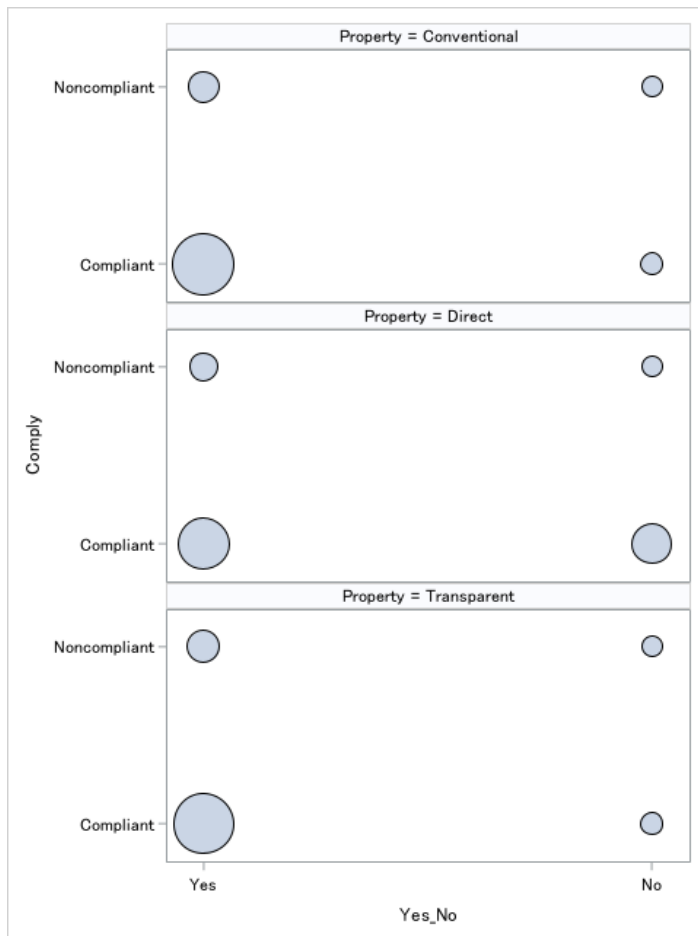 Property = Conventional
Noncompliant
Compliant
Property = Direct
Noncompliant
Compliant
Property = Transparent
Noncompliant
Compliant
Comply
Yes
No
Yes_No